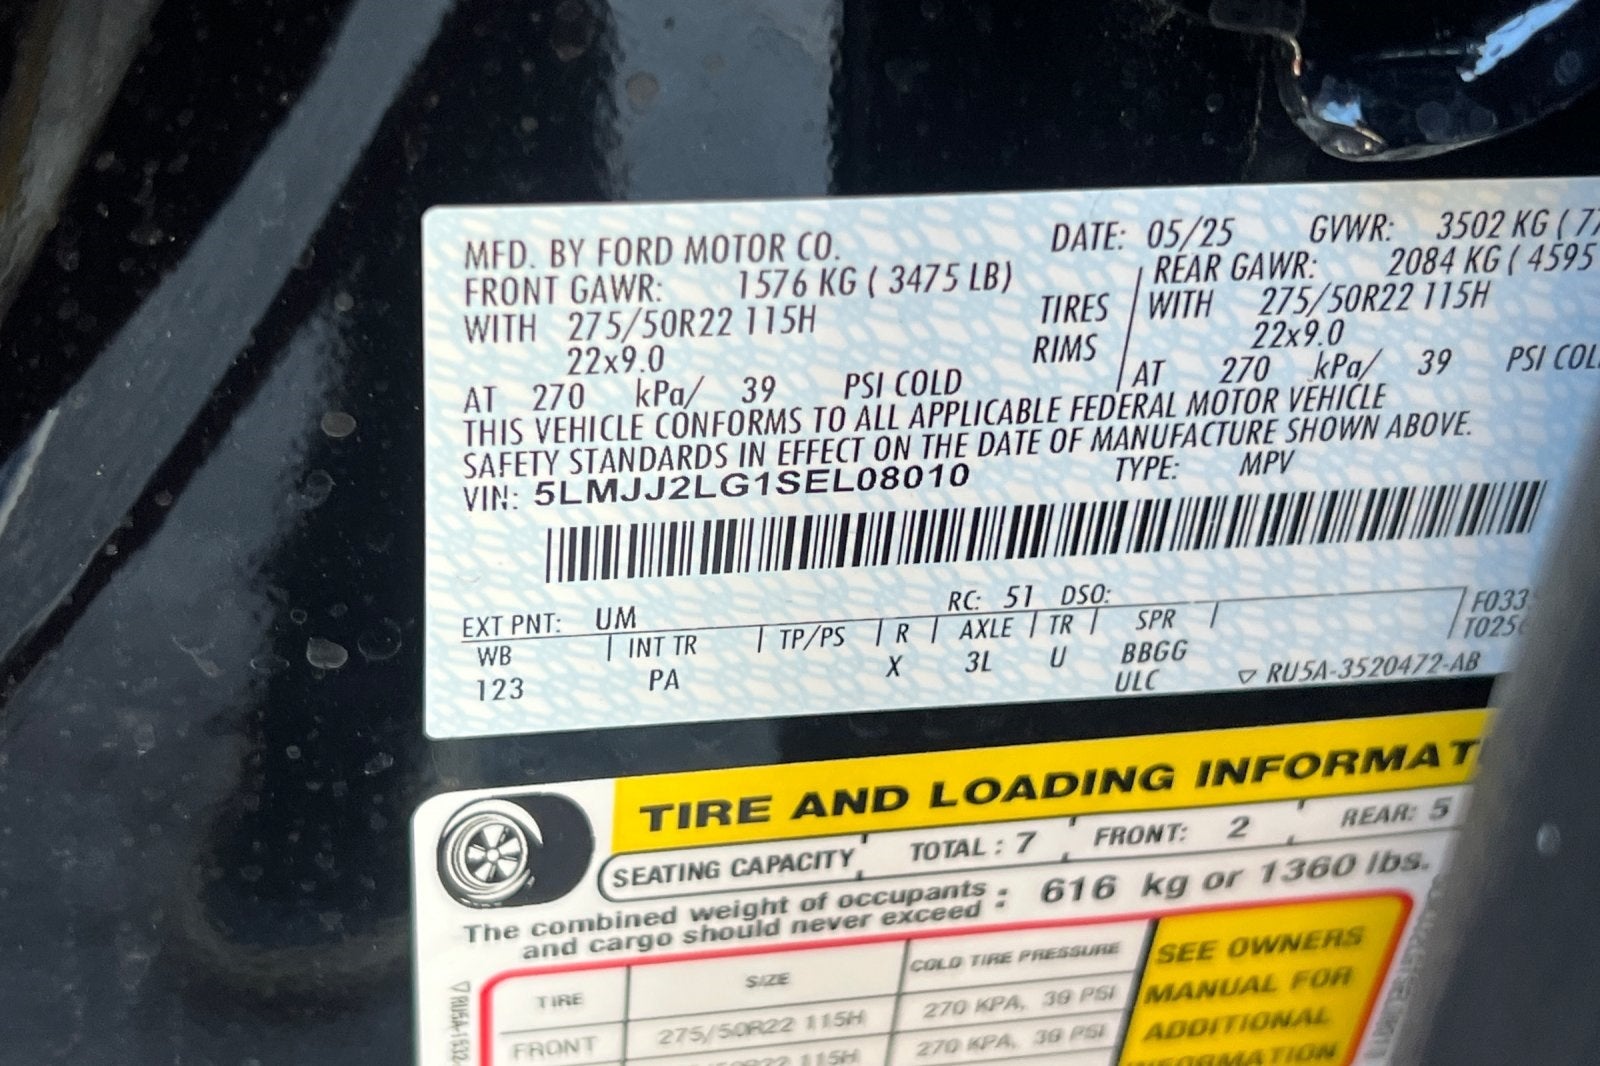 MFD. BY FORD MOTOR CO. DATE: 05/25 GVWR: 3502 KG ( 77
FRONT GAWR: 1576 KG ( 3475 LB) REAR GAWR: 2084 KG ( 4595
WITH 275/50R22 115H TIRES WITH 275/50R22 115H
22x9.0 RIMS 22x9.0
AT 270 kPa/ 39 PSI COLD AT 270 kPa/ 39 PSI COL
THIS VEHICLE CONFORMS TO ALL APPLICABLE FEDERAL MOTOR VEHICLE
SAFETY STANDARDS IN EFFECT ON THE DATE OF MANUFACTURE SHOWN ABOVE.
VIN: 5LMJJ2LG1SEL08010 TYPE: MPV
EXT PNT: UM RC: 51 DSO: F033
WB | INT TR | TP/PS | R | AXLE | TR | SPR | T025
123 PA X 3L U BBGG
ULC ▽ RU5A-3520472-AB
TIRE AND LOADING INFORMAT
SEATING CAPACITY TOTAL : 7 FRONT: 2 REAR: 5
The combined weight of occupants and cargo should never exceed : 616 kg or 1360 lbs.
TIRE SIZE COLD TIRE PRESSURE
FRONT 275/50R22 115H 270 KPA, 39 PSI
115H 270 KPA, 39 PSI
SEE OWNERS
MANUAL FOR
ADDITIONAL
INFORMATION